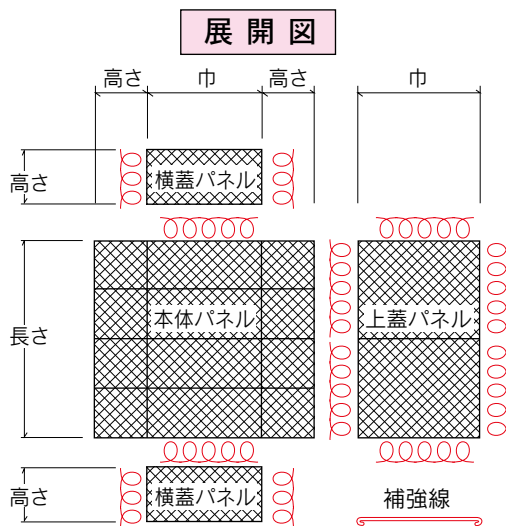 展開図
高さ 巾 高さ 巾
高さ
横蓋パネル
長さ
本体パネル
上蓋パネル
高さ
横蓋パネル
補強線